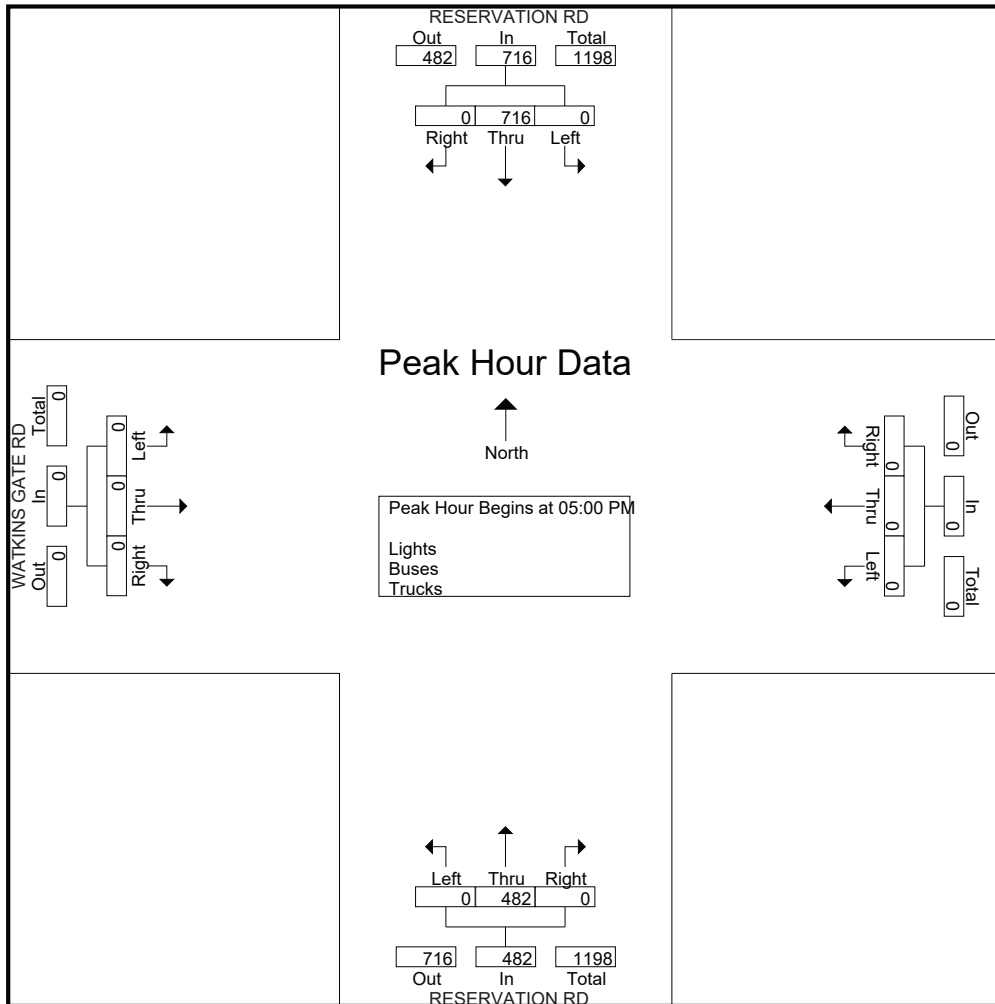 RESERVATION RD
Out In Total
482 716 1198
0 716 0
Right Thru Left
Peak Hour Data
North
Peak Hour Begins at 05:00 PM
Lights
Buses
Trucks
WATKINS GATE RD
Out In Total
0 0 0
0 0 0
Right Thru Left
Right Thru Left
0 0 0
Out In Total
0 0 0
Left Thru Right
0 482 0
716 482 1198
Out In Total
RESERVATION RD